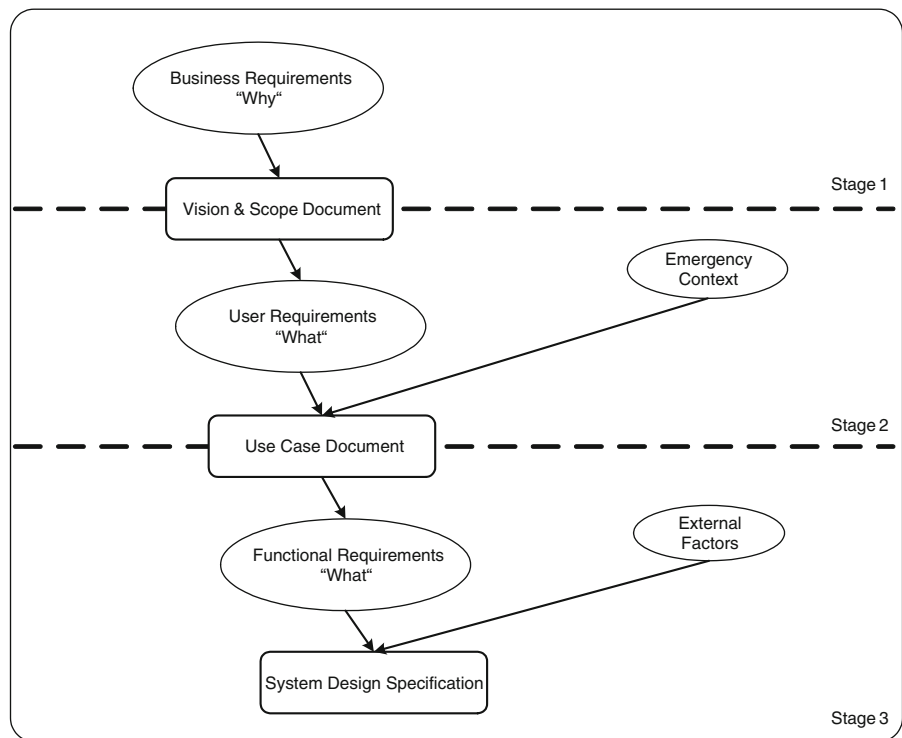 Business Requirements
“Why“
Stage 1
Vision & Scope Document
Emergency
Context
User Requirements
“What“
Stage 2
Use Case Document
External
Factors
Functional Requirements
“What“
System Design Specification
Stage 3